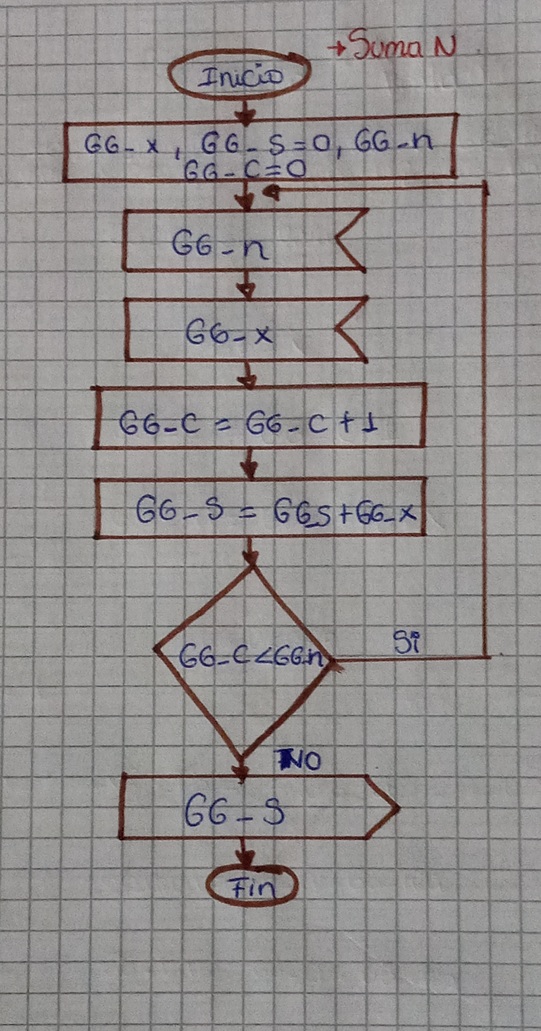 → Suma N
Inicio
GG-x, GG-S=0, GG-n
GG-C=0
GG-n
GG-x
GG-C = GG-C+1
GG-S = GGS+GG-x
GG-C<GGn
Si
NO
GG-S
Fin